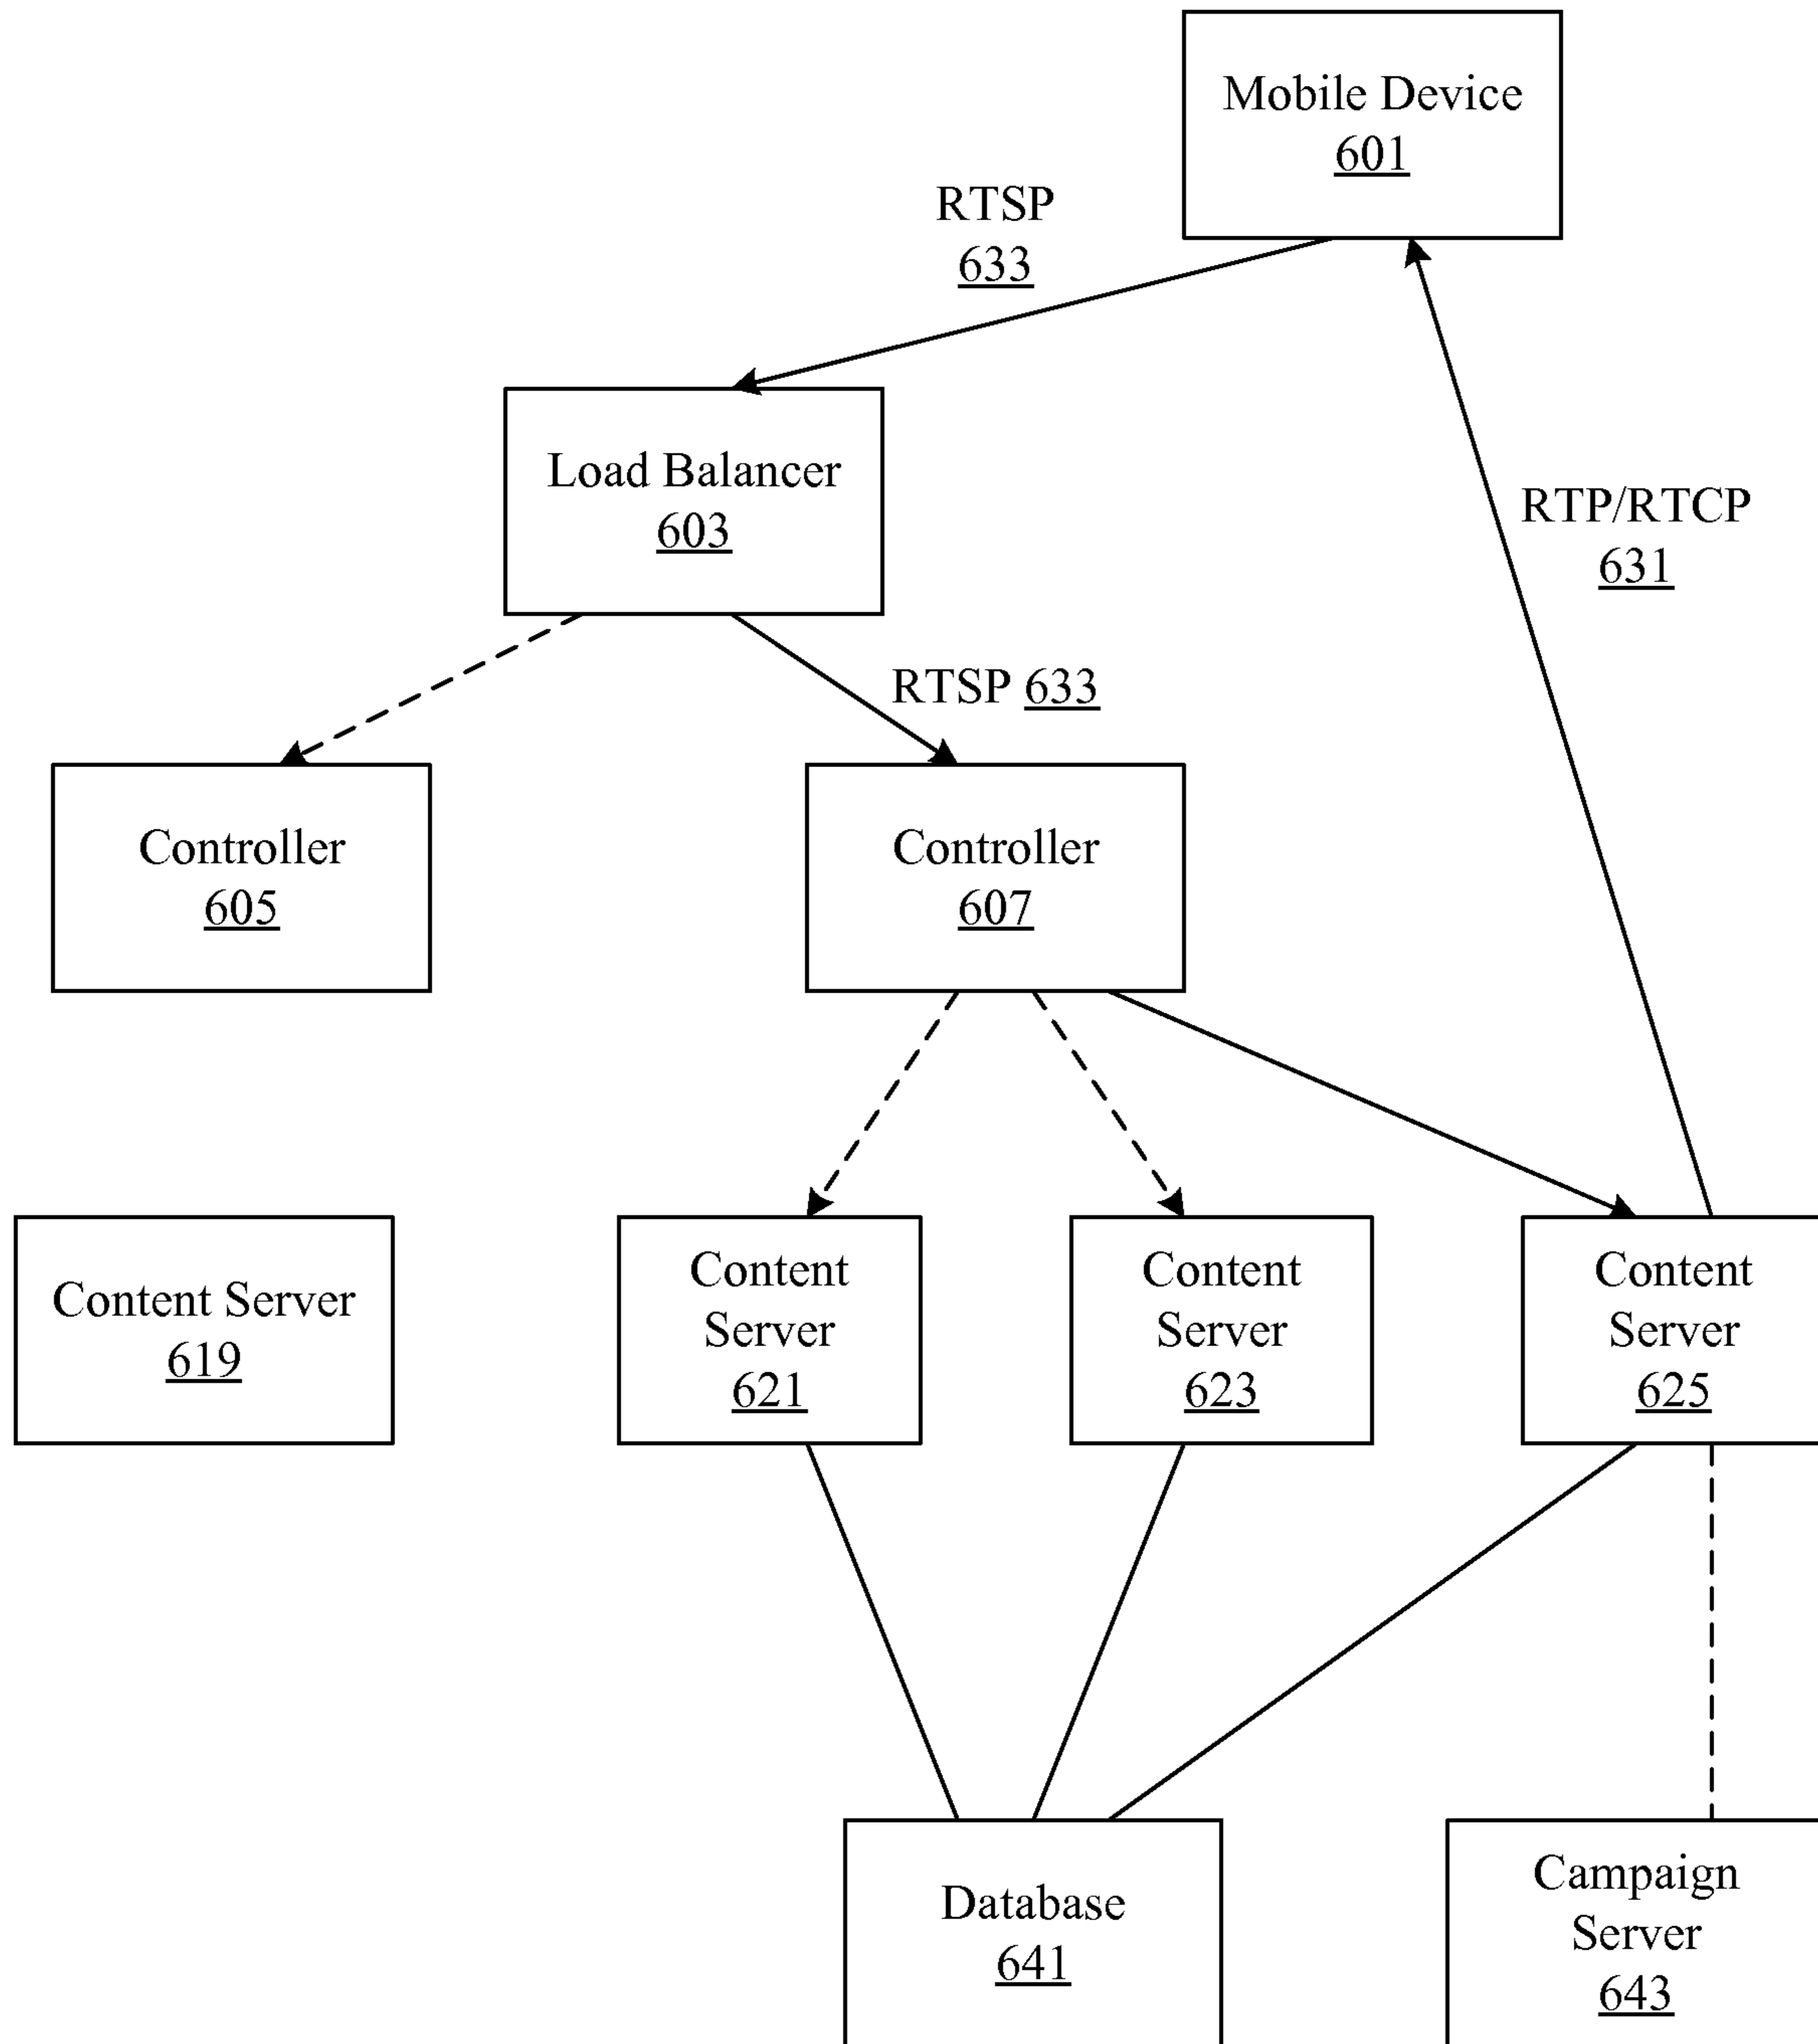 Mobile Device
601
RTSP
633
Load Balancer
603
RTP/RTCP
631
RTSP 633
Controller
605
Controller
607
Content Server
619
Content
Server
621
Content
Server
623
Content
Server
625
Database
641
Campaign
Server
643